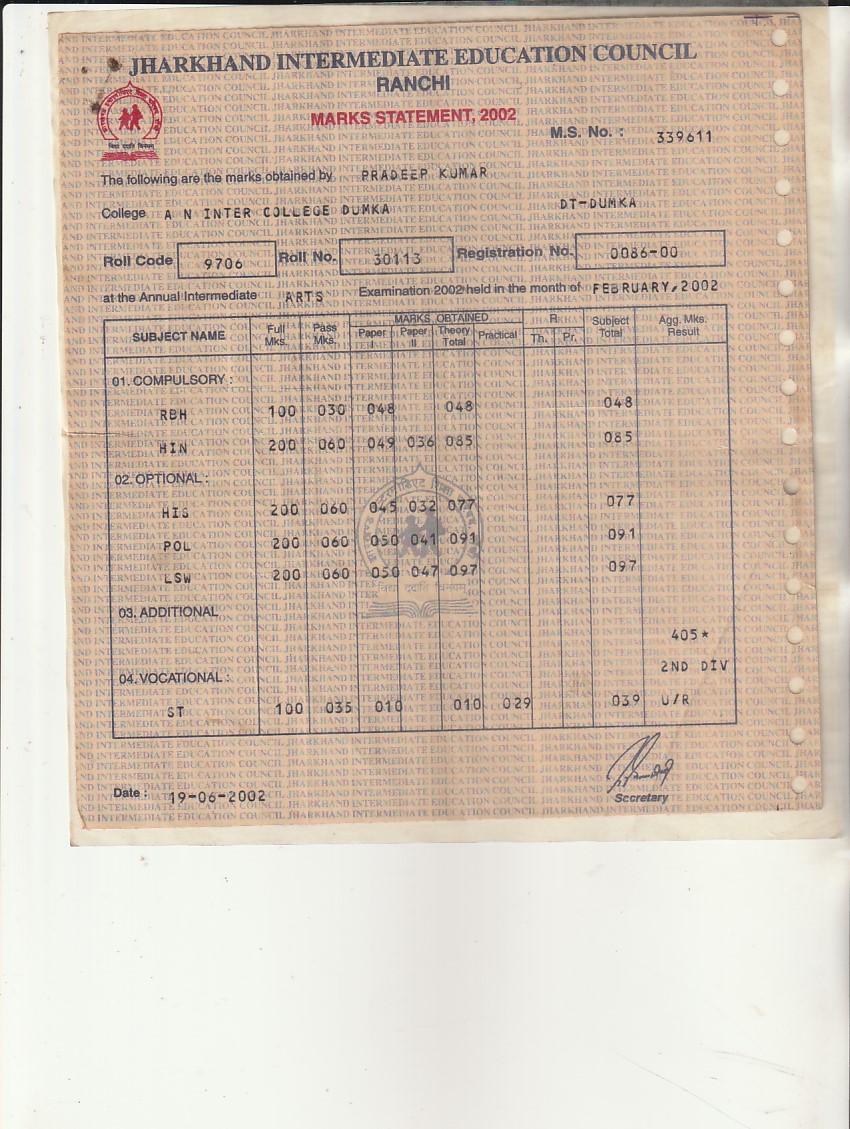 JHARKHAND INTERMEDIATE EDUCATION COUNCIL
RANCHI
MARKS STATEMENT, 2002
M.S. No. : 339611
The following are the marks obtained by PRADEEP KUMAR
College A N INTER COLLEGE DUMKA DT-DUMKA
Roll Code 9706 Roll No. 30113 Registration No. 0086-00
at the Annual Intermediate ARTS Examination 2002 held in the month of FEBRUARY, 2002
SUBJECT NAME Full Mks. Pass Mks. MARKS OBTAINED Paper I Paper II Theory Total Practical R Th. Pr. Subject Total Agg. Mks. Result
01. COMPULSORY :
RBH 100 030 048 048 048
HIN 200 060 049 036 085 085
02. OPTIONAL :
HIS 200 060 045 032 077 077
POL 200 060 050 041 091 091
LSW 200 060 050 047 097 097
03. ADDITIONAL
405*
2ND DIV
04. VOCATIONAL :
ST 100 035 010 010 029 039 U/R
Date : 19-06-2002
Secretary